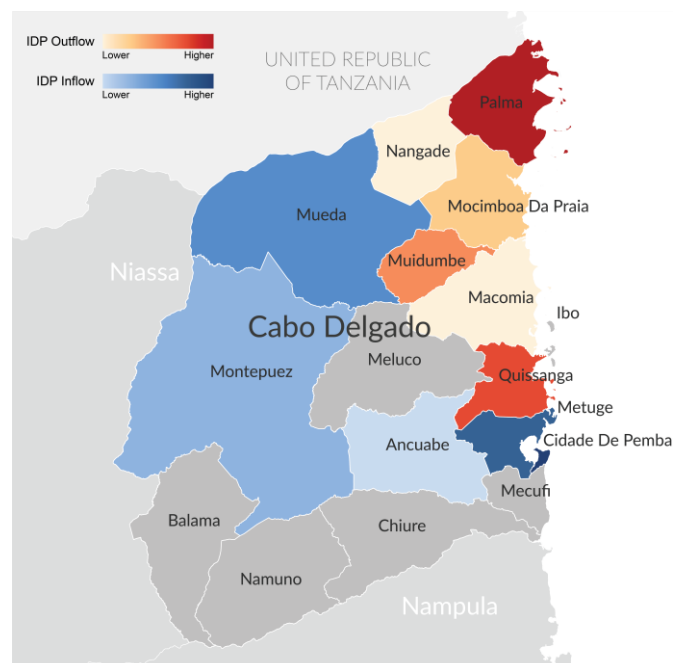 IDP Outflow
Lower Higher
IDP Inflow
Lower Higher
UNITED REPUBLIC
OF TANZANIA
Palma
Nangade
Mocimboa Da Praia
Mueda
Muidumbe
Niassa
Macomia
Ibo
Cabo Delgado
Meluco
Montepuez
Quissanga
Metuge
Cidade De Pemba
Ancuabe
Mecufi
Balama
Chiure
Namuno
Nampula